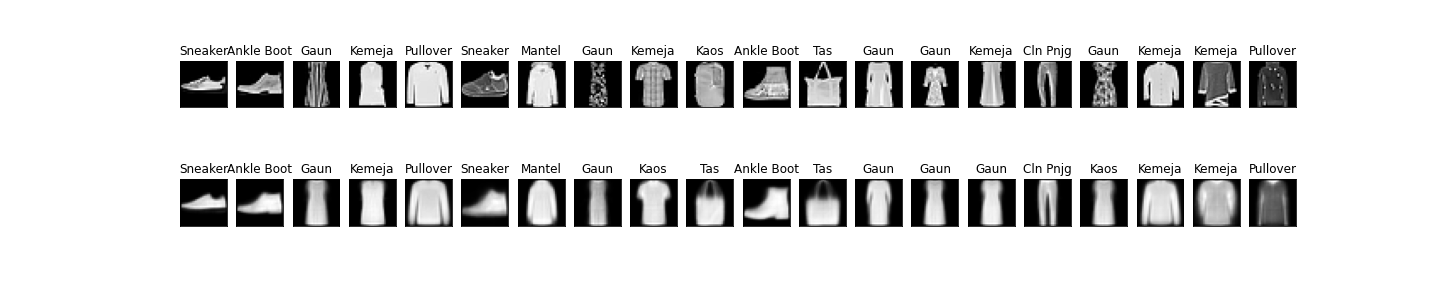 Sneaker Ankle Boot Gaun Kemeja Pullover Sneaker Mantel Gaun Kemeja Kaos Ankle Boot Tas Gaun Gaun Kemeja Cln Pnjg Gaun Kemeja Kemeja Pullover
Sneaker Ankle Boot Gaun Kemeja Pullover Sneaker Mantel Gaun Kaos Tas Ankle Boot Tas Gaun Gaun Gaun Cln Pnjg Kaos Kemeja Kemeja Pullover